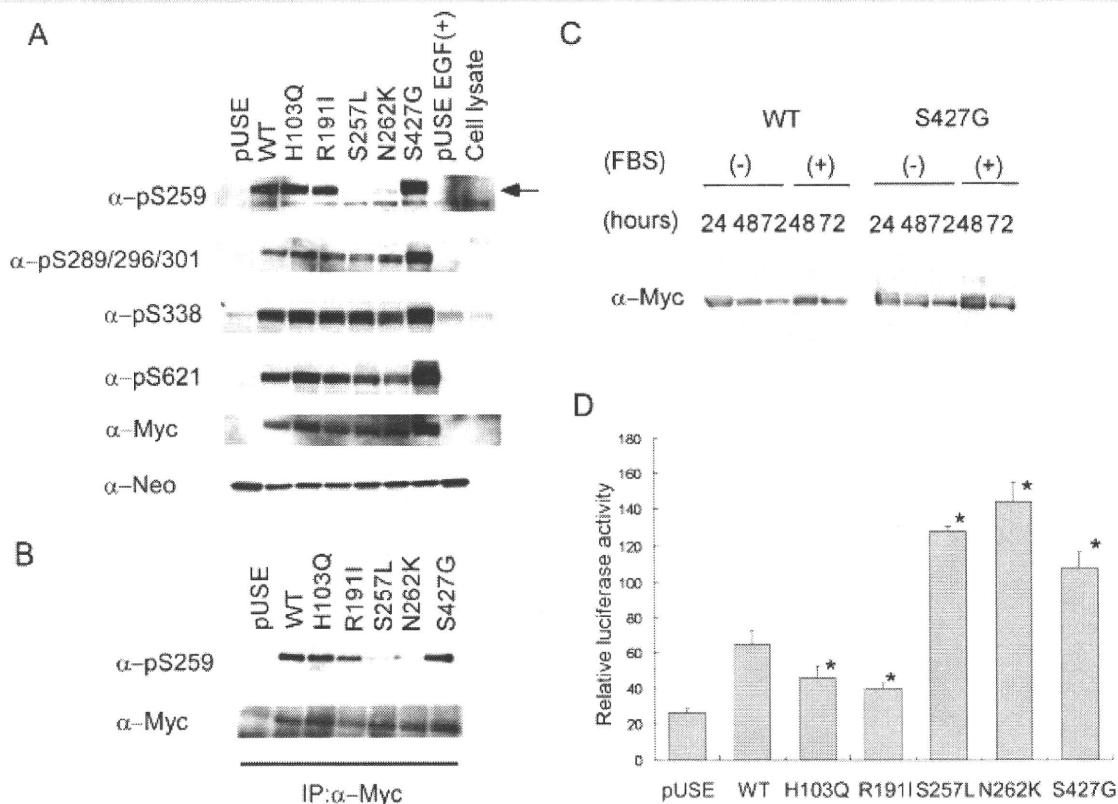 A
pUSE
WT
H103Q
R191I
S257L
N262K
S427G
pUSE EGF(+)
Cell lysate
α–pS259
α–pS289/296/301
α–pS338
α–pS621
α–Myc
α–Neo
B
pUSE
WT
H103Q
R191I
S257L
N262K
S427G
α–pS259
α–Myc
IP:α–Myc
C
WT S427G
(FBS) (-) (+) (-) (+)
(hours) 24 48 72 48 72 24 48 72 48 72
α–Myc
D
Relative luciferase activity
180
160
140
120
100
80
60
40
20
0
* * * * *
pUSE WT H103Q R191I S257L N262K S427G